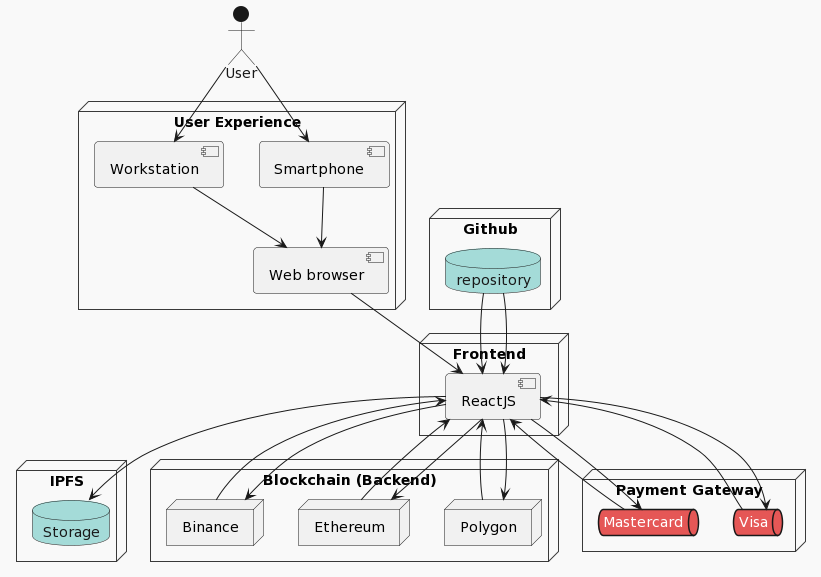 User
User Experience
Workstation
Smartphone
Github
Web browser
repository
Frontend
ReactJS
IPFS
Blockchain (Backend)
Payment Gateway
Storage
Binance
Ethereum
Polygon
Mastercard
Visa